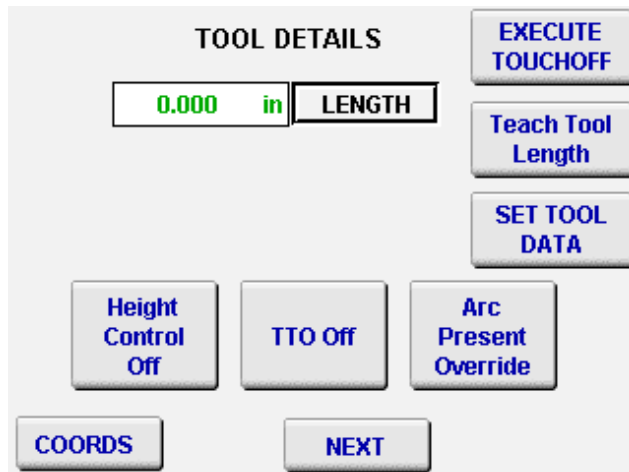 TOOL DETAILS
EXECUTE
TOUCHOFF
0.000 in LENGTH
Teach Tool
Length
SET TOOL
DATA
Height
Control
Off
TTO Off
Arc
Present
Override
COORDS
NEXT